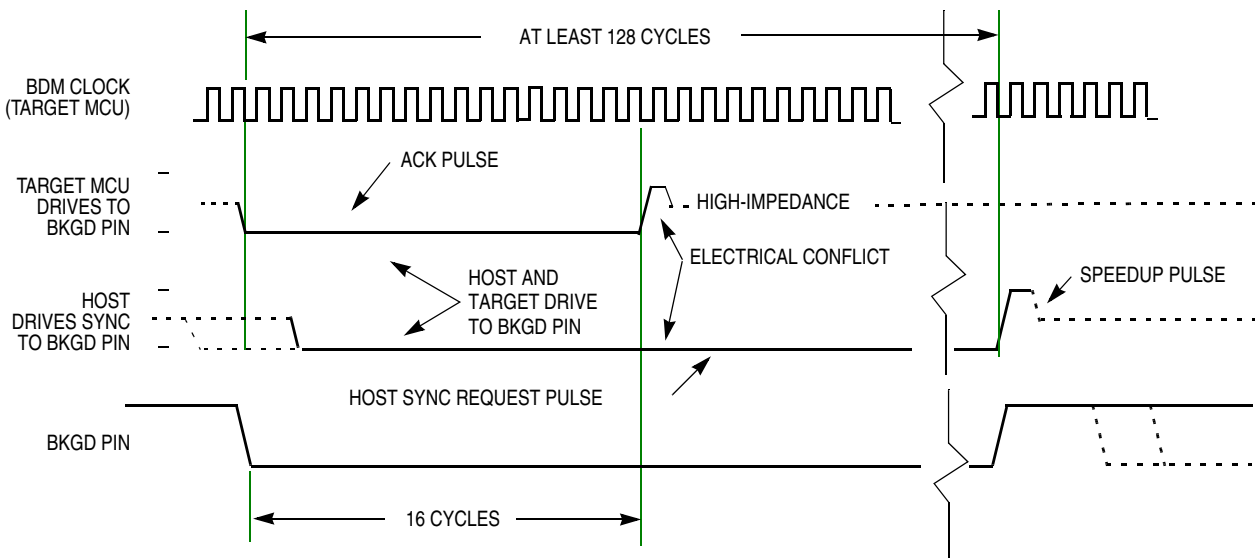 AT LEAST 128 CYCLES
BDM CLOCK
(TARGET MCU)
ACK PULSE
TARGET MCU
DRIVES TO
BKGD PIN
HIGH-IMPEDANCE
ELECTRICAL CONFLICT
HOST AND
TARGET DRIVE
TO BKGD PIN
SPEEDUP PULSE
HOST
DRIVES SYNC
TO BKGD PIN
HOST SYNC REQUEST PULSE
BKGD PIN
16 CYCLES